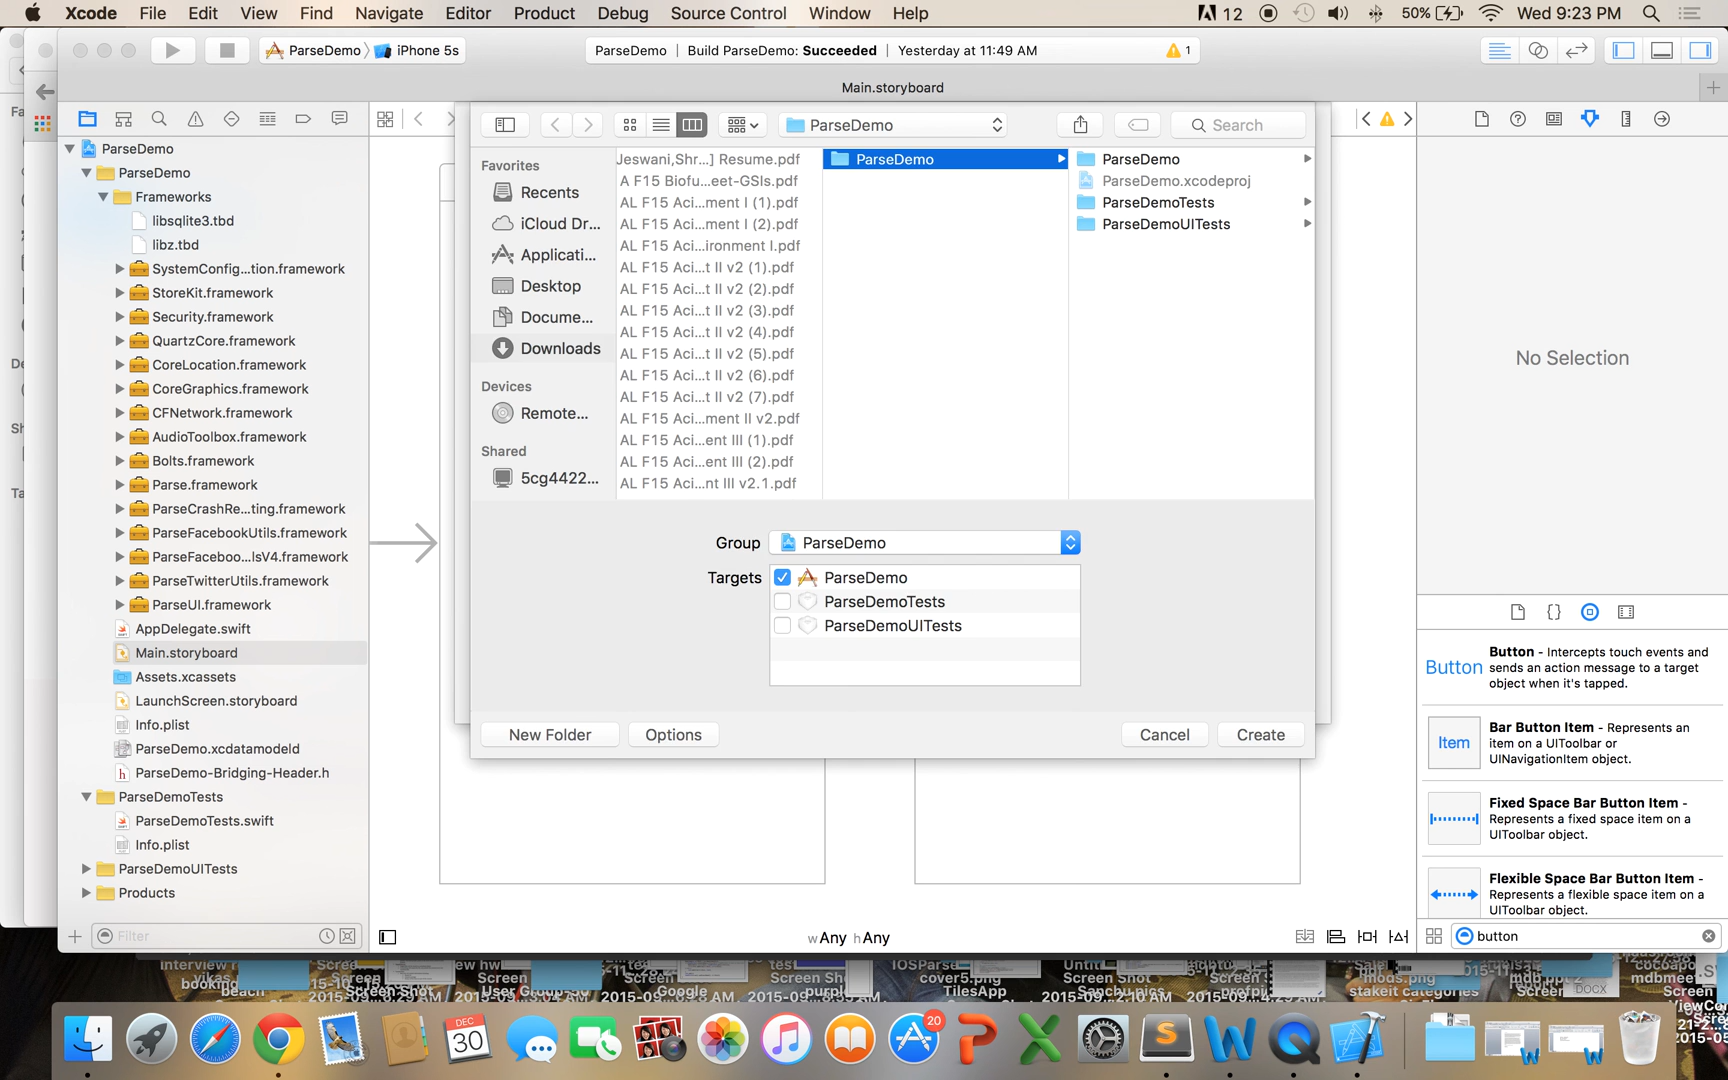 Xcode File Edit View Find Navigate Editor Product Debug Source Control Window Help 12 50% Wed 9:23 PM
ParseDemo iPhone 5s
ParseDemo | Build ParseDemo: Succeeded | Yesterday at 11:49 AM 1
Main.storyboard
ParseDemo
ParseDemo
Frameworks
libsqlite3.tbd
libz.tbd
SystemConfig...tion.framework
StoreKit.framework
Security.framework
QuartzCore.framework
CoreLocation.framework
CoreGraphics.framework
CFNetwork.framework
AudioToolbox.framework
Bolts.framework
Parse.framework
ParseCrashRe...ting.framework
ParseFacebookUtils.framework
ParseFaceboo...lsV4.framework
ParseTwitterUtils.framework
ParseUI.framework
AppDelegate.swift
Main.storyboard
Assets.xcassets
LaunchScreen.storyboard
Info.plist
ParseDemo.xcdatamodeld
ParseDemo-Bridging-Header.h
ParseDemoTests
ParseDemoTests.swift
Info.plist
ParseDemoUITests
Products
Filter
ParseDemo
Search
Favorites
Recents
iCloud Dr...
Applicati...
Desktop
Docume...
Downloads
Devices
Remote...
Shared
5cg4422...
Jeswani,Shr...] Resume.pdf
A F15 Biofu...eet-GSIs.pdf
AL F15 Aci...ment I (1).pdf
AL F15 Aci...ment I (2).pdf
AL F15 Aci...ironment I.pdf
AL F15 Aci...t II v2 (1).pdf
AL F15 Aci...t II v2 (2).pdf
AL F15 Aci...t II v2 (3).pdf
AL F15 Aci...t II v2 (4).pdf
AL F15 Aci...t II v2 (5).pdf
AL F15 Aci...t II v2 (6).pdf
AL F15 Aci...t II v2 (7).pdf
AL F15 Aci...ment II v2.pdf
AL F15 Aci...ent III (1).pdf
AL F15 Aci...ent III (2).pdf
AL F15 Aci...nt III v2.1.pdf
ParseDemo
ParseDemo
ParseDemo.xcodeproj
ParseDemoTests
ParseDemoUITests
Group ParseDemo
Targets ParseDemo
ParseDemoTests
ParseDemoUITests
New Folder Options Cancel Create
wAny hAny
No Selection
Button
Button - Intercepts touch events and
sends an action message to a target
object when it's tapped.
Item
Bar Button Item - Represents an
item on a UIToolbar or
UINavigationItem object.
Fixed Space Bar Button Item -
Represents a fixed space item on a
UIToolbar object.
Flexible Space Bar Button Item -
Represents a flexible space item on a
UIToolbar object.
button
DEC
30
20